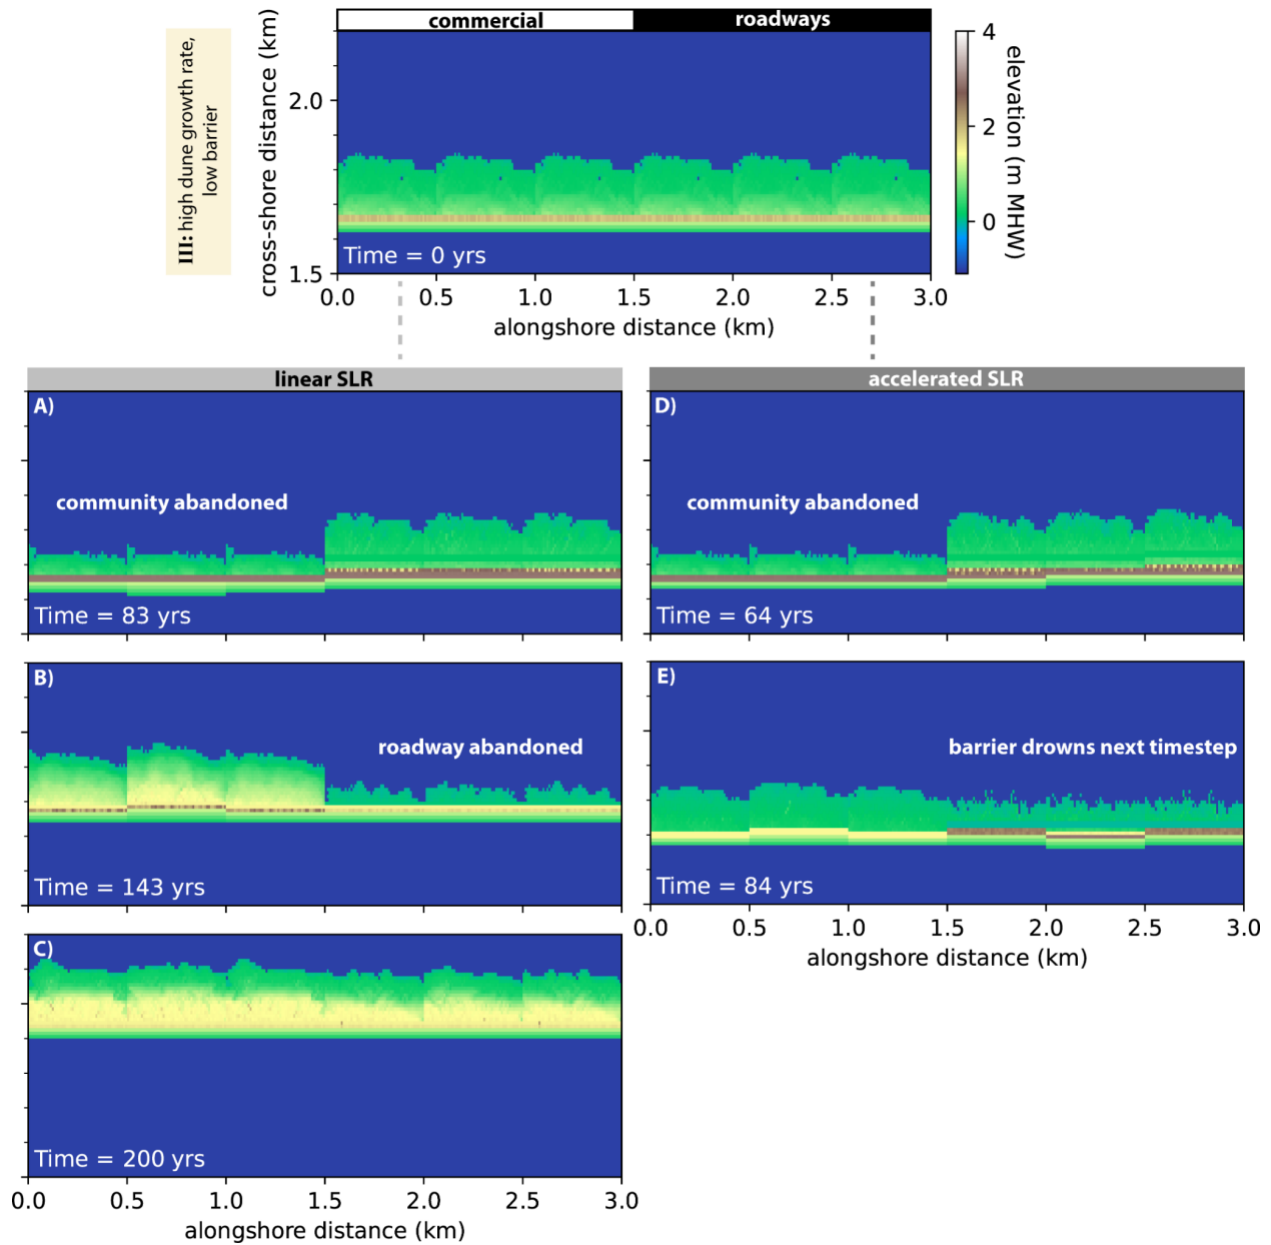 commercial
roadways
III: high dune growth rate,
low barrier
cross-shore distance (km)
2.0
1.5
Time = 0 yrs
0.0 0.5 1.0 1.5 2.0 2.5 3.0
alongshore distance (km)
4
2
0
elevation (m MHW)
linear SLR
A)
community abandoned
Time = 83 yrs
accelerated SLR
D)
community abandoned
Time = 64 yrs
B)
roadway abandoned
Time = 143 yrs
E)
barrier drowns next timestep
Time = 84 yrs
0.0 0.5 1.0 1.5 2.0 2.5 3.0
alongshore distance (km)
C)
Time = 200 yrs
0.0 0.5 1.0 1.5 2.0 2.5 3.0
alongshore distance (km)